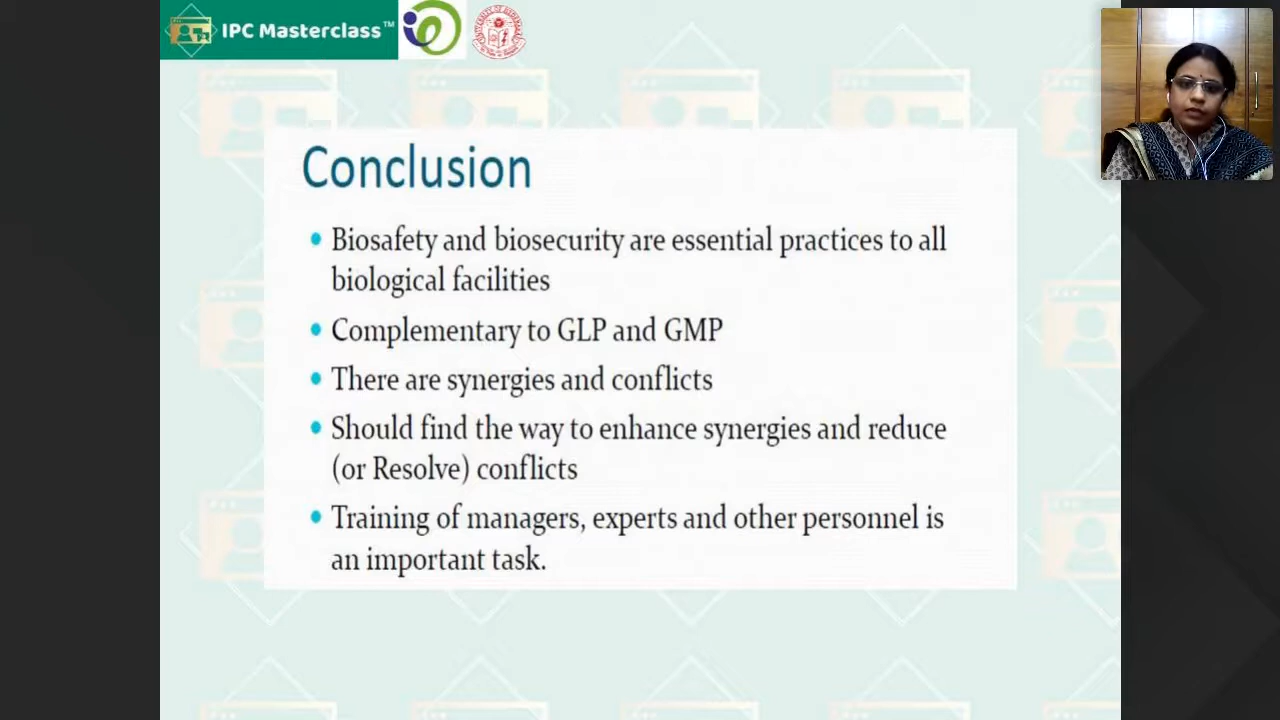 IPC Masterclass™
Conclusion
• Biosafety and biosecurity are essential practices to all
biological facilities
• Complementary to GLP and GMP
• There are synergies and conflicts
• Should find the way to enhance synergies and reduce
(or Resolve) conflicts
• Training of managers, experts and other personnel is
an important task.